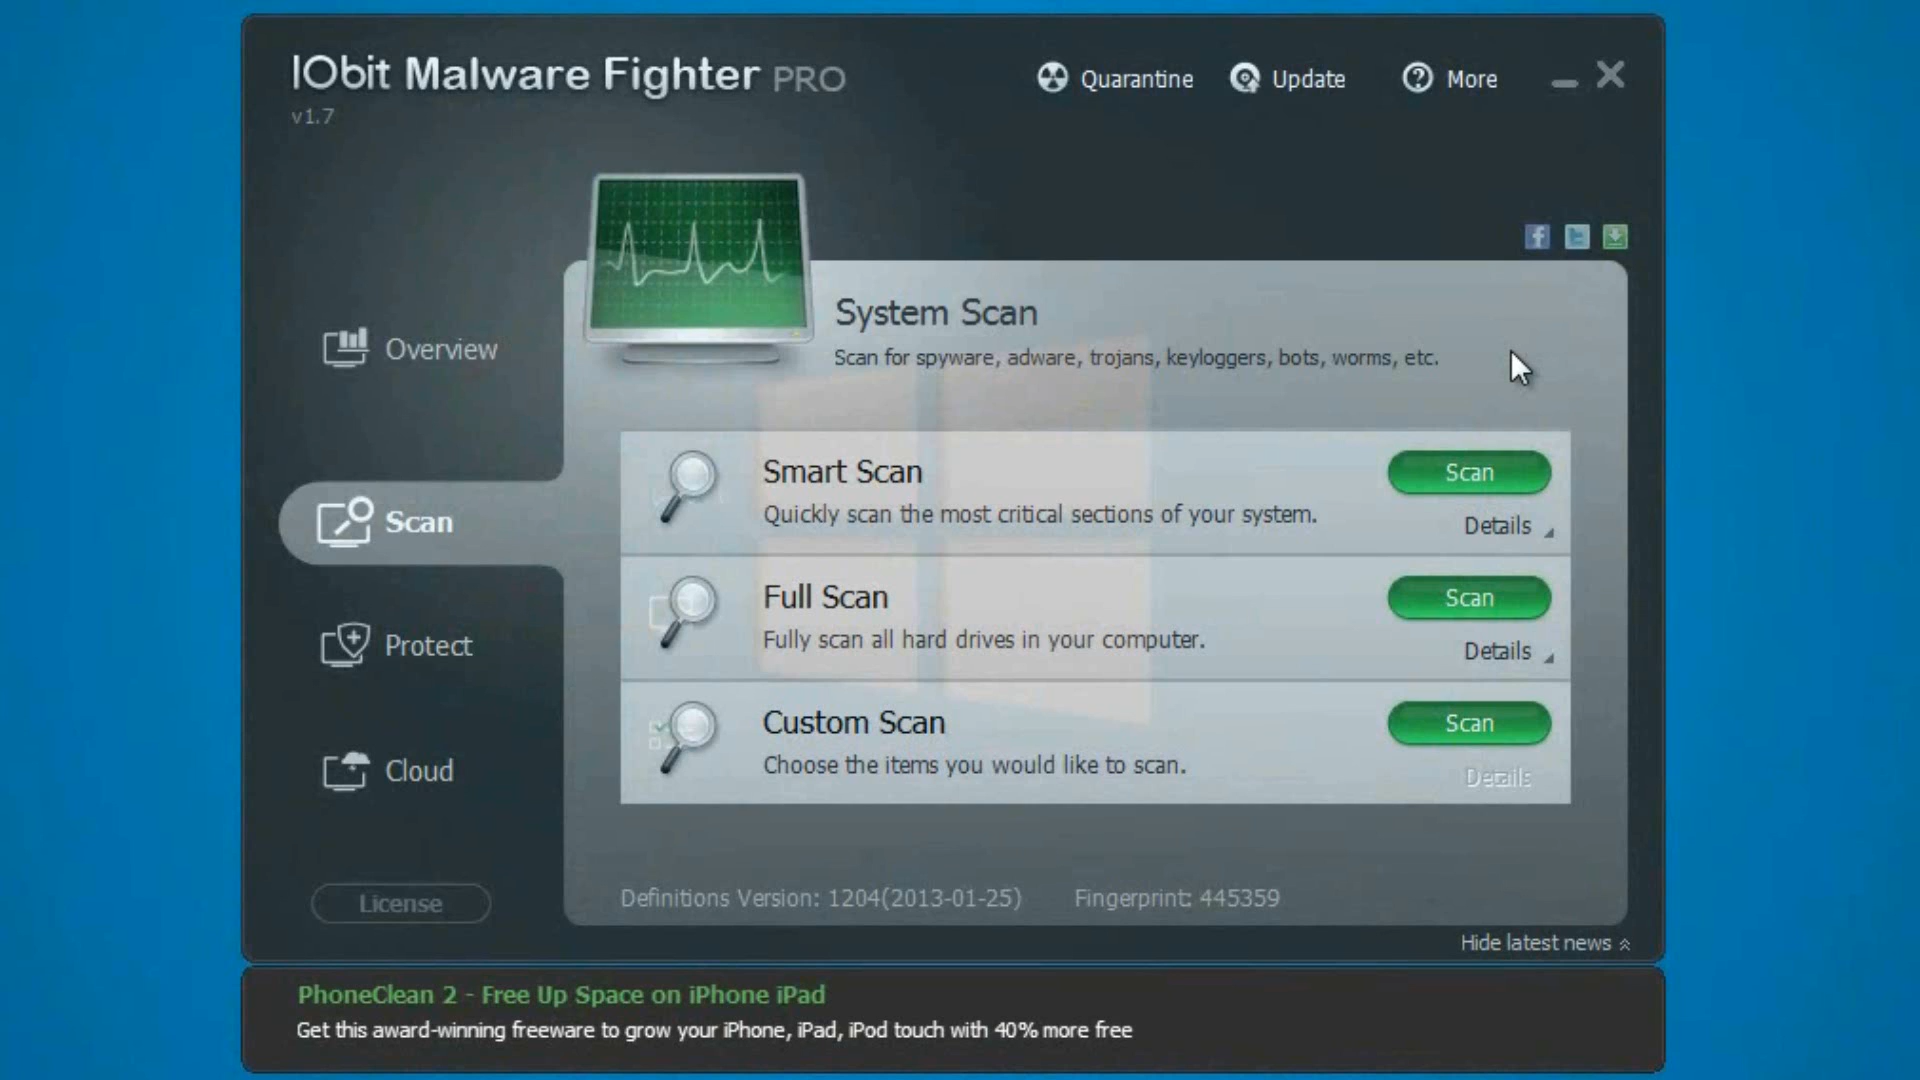 IObit Malware Fighter PRO
v1.7
Quarantine
Update
More
System Scan
Scan for spyware, adware, trojans, keyloggers, bots, worms, etc.
Overview
Scan
Protect
Cloud
License
Smart Scan
Quickly scan the most critical sections of your system.
Scan
Details
Full Scan
Fully scan all hard drives in your computer.
Scan
Details
Custom Scan
Choose the items you would like to scan.
Scan
Details
Definitions Version: 1204(2013-01-25) Fingerprint: 445359
Hide latest news
PhoneClean 2 - Free Up Space on iPhone iPad
Get this award-winning freeware to grow your iPhone, iPad, iPod touch with 40% more free